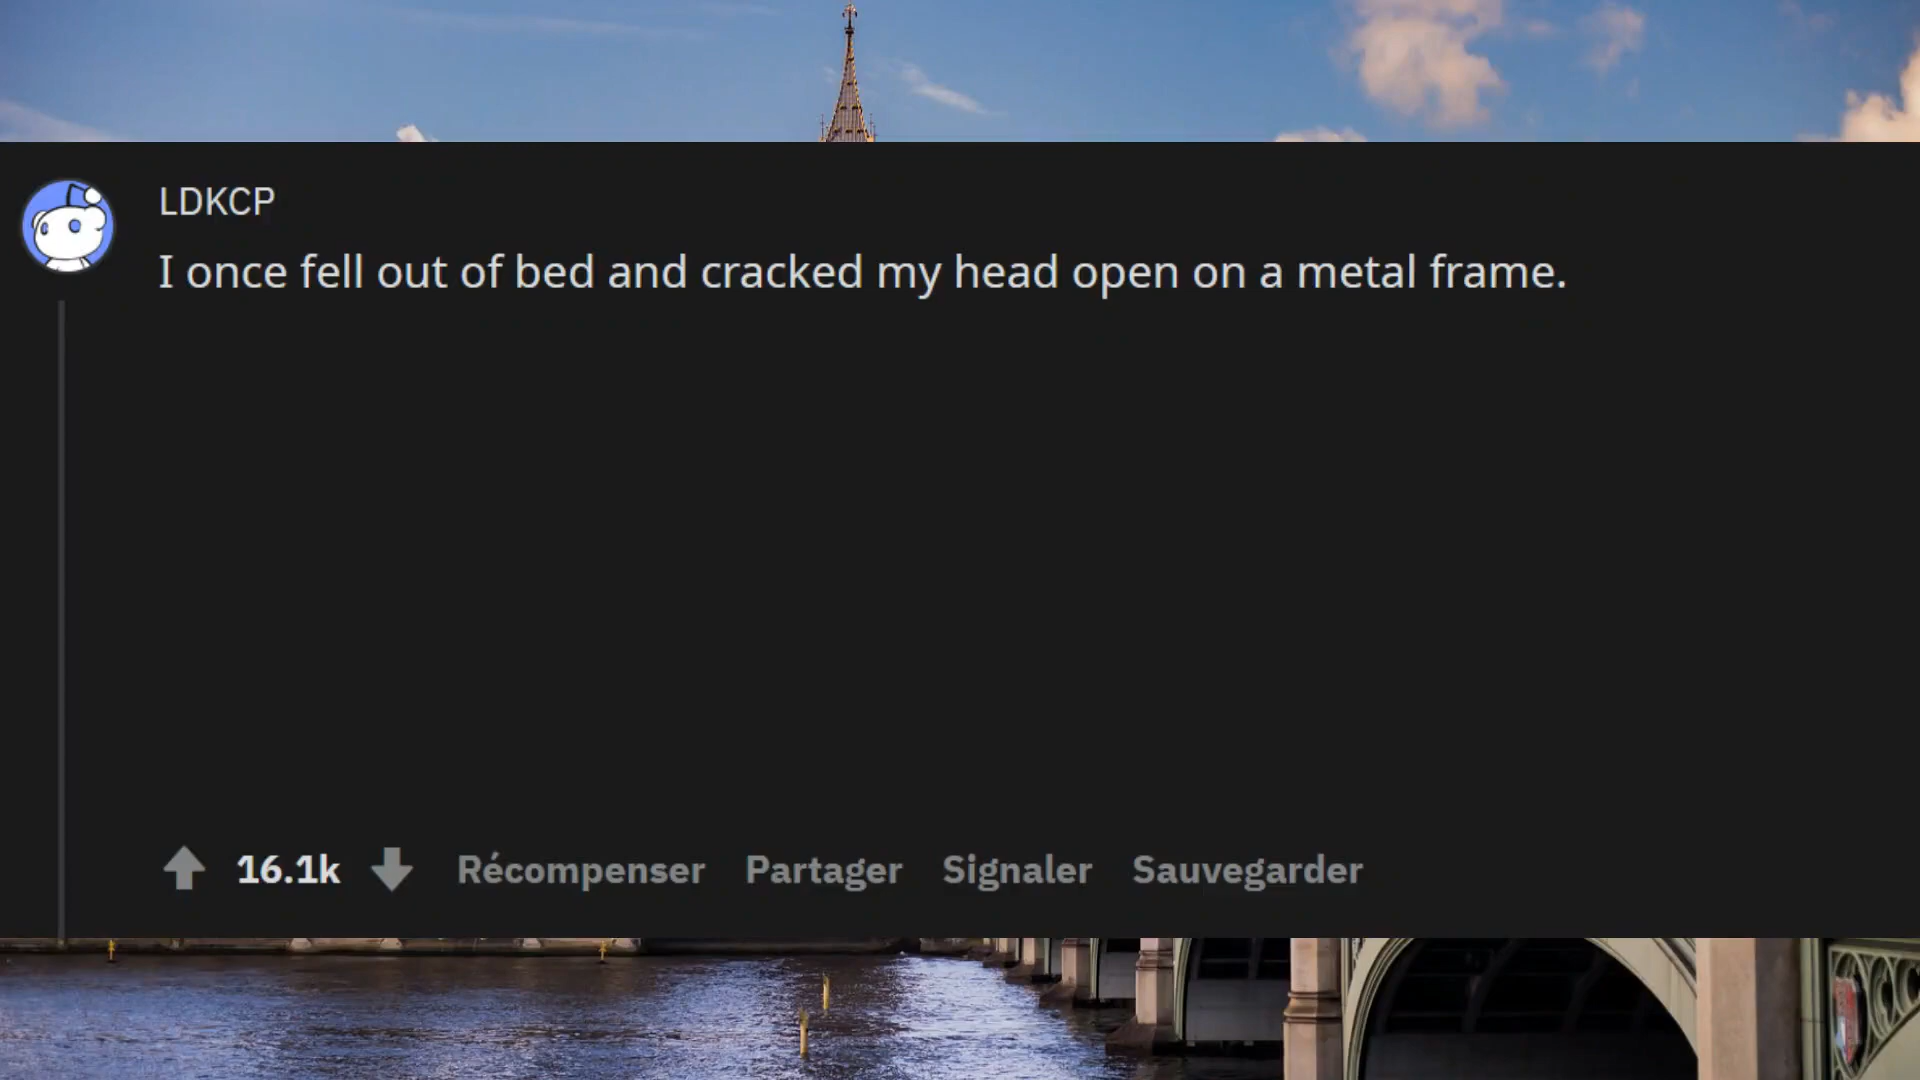 LDKCP
I once fell out of bed and cracked my head open on a metal frame.
16.1k Récompenser Partager Signaler Sauvegarder